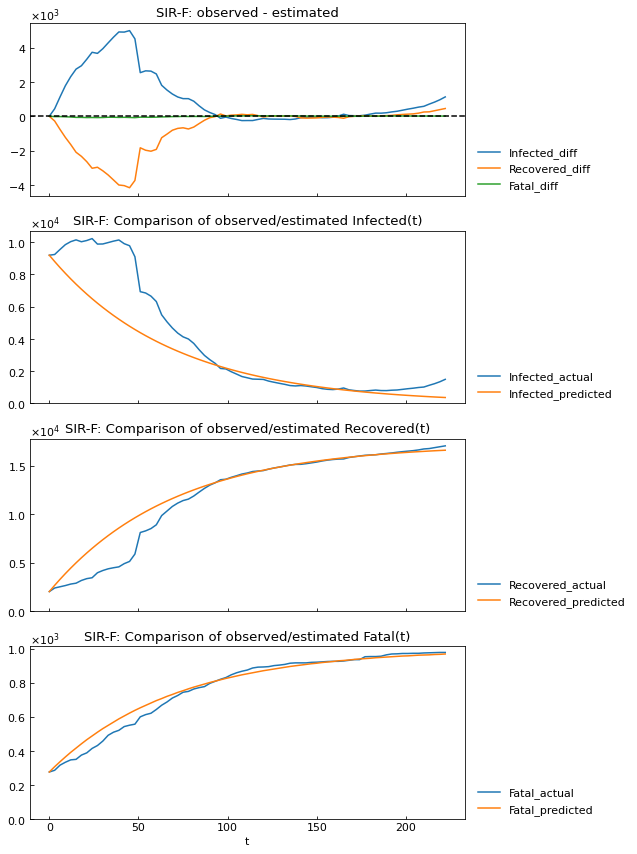 SIR-F: observed - estimated
×10³
4
2
0
−2
−4
Infected_diff
Recovered_diff
Fatal_diff
SIR-F: Comparison of observed/estimated Infected(t)
×10⁴
1.0
0.8
0.6
0.4
0.2
0.0
Infected_actual
Infected_predicted
SIR-F: Comparison of observed/estimated Recovered(t)
×10⁴
1.5
1.0
0.5
0.0
Recovered_actual
Recovered_predicted
SIR-F: Comparison of observed/estimated Fatal(t)
×10³
1.0
0.8
0.6
0.4
0.2
0.0
0 50 100 150 200
t
Fatal_actual
Fatal_predicted